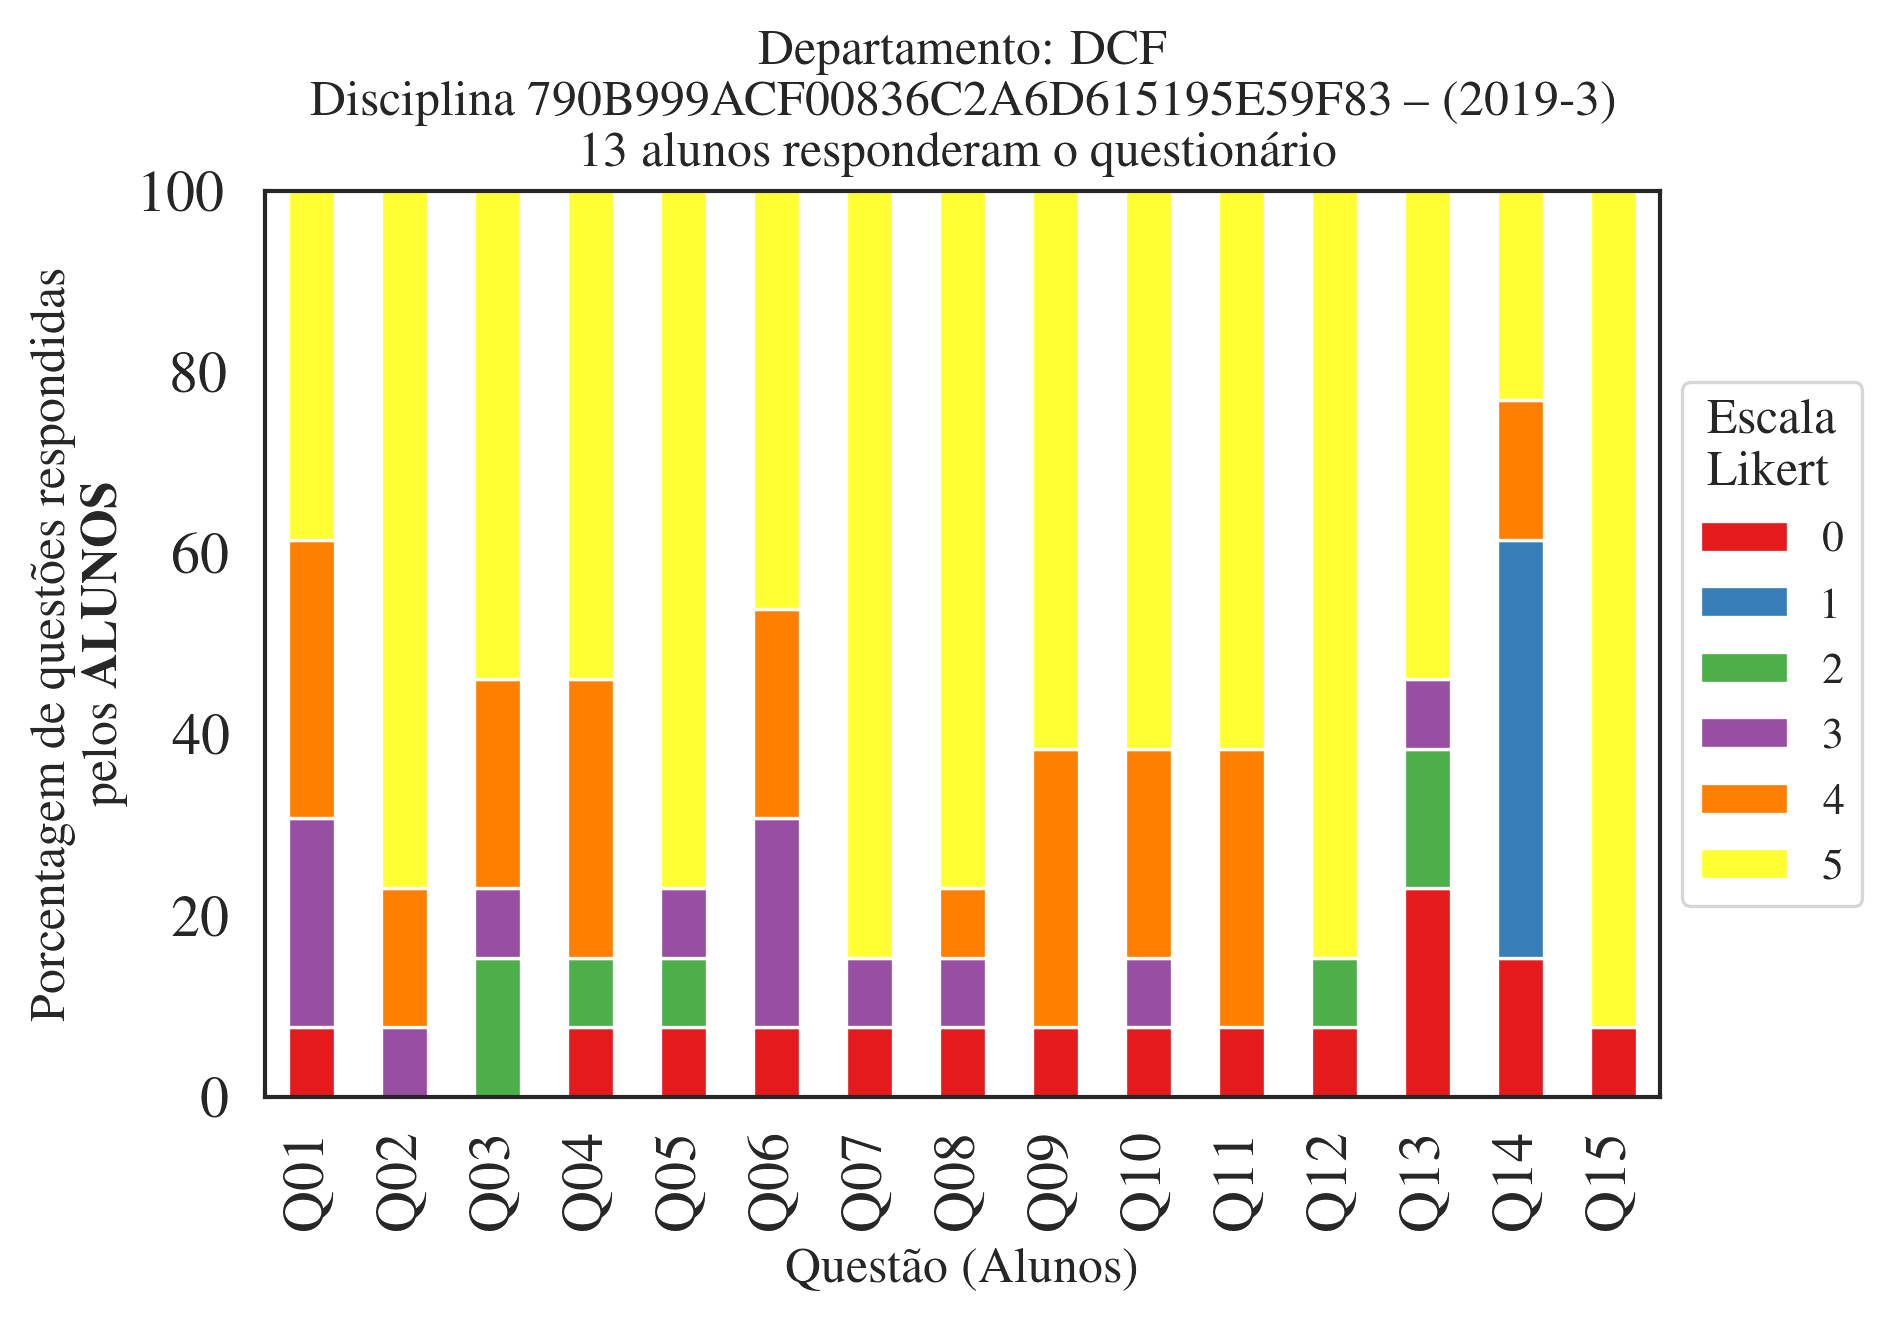 Departamento: DCF
Disciplina 790B999ACF00836C2A6D615195E59F83 – (2019-3)
13 alunos responderam o questionário
Porcentagem de questões respondidas
pelos ALUNOS
100
80
60
40
20
0
Q01
Q02
Q03
Q04
Q05
Q06
Q07
Q08
Q09
Q10
Q11
Q12
Q13
Q14
Q15
Questão (Alunos)
Escala
Likert
0
1
2
3
4
5